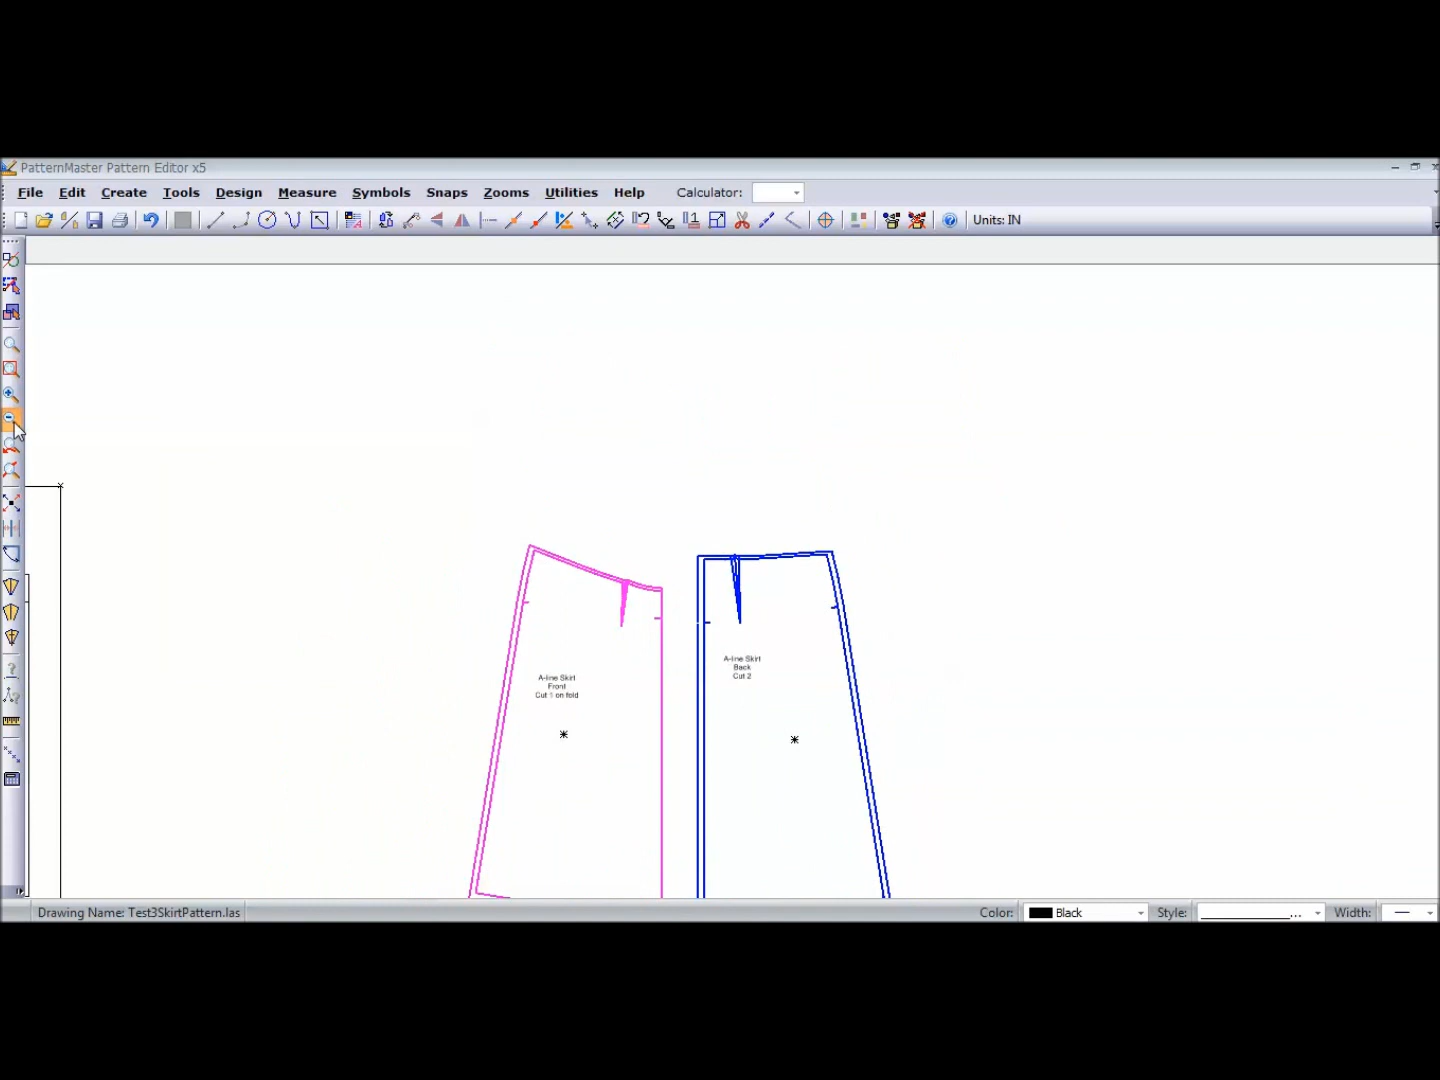 PatternMaster Pattern Editor x5
File Edit Create Tools Design Measure Symbols Snaps Zooms Utilities Help Calculator:
Units: IN
A-line Skirt
Front
Cut 1 on fold
A-line Skirt
Back
Cut 2
Drawing Name: Test3SkirtPattern.las Color: Black Style: ... Width: